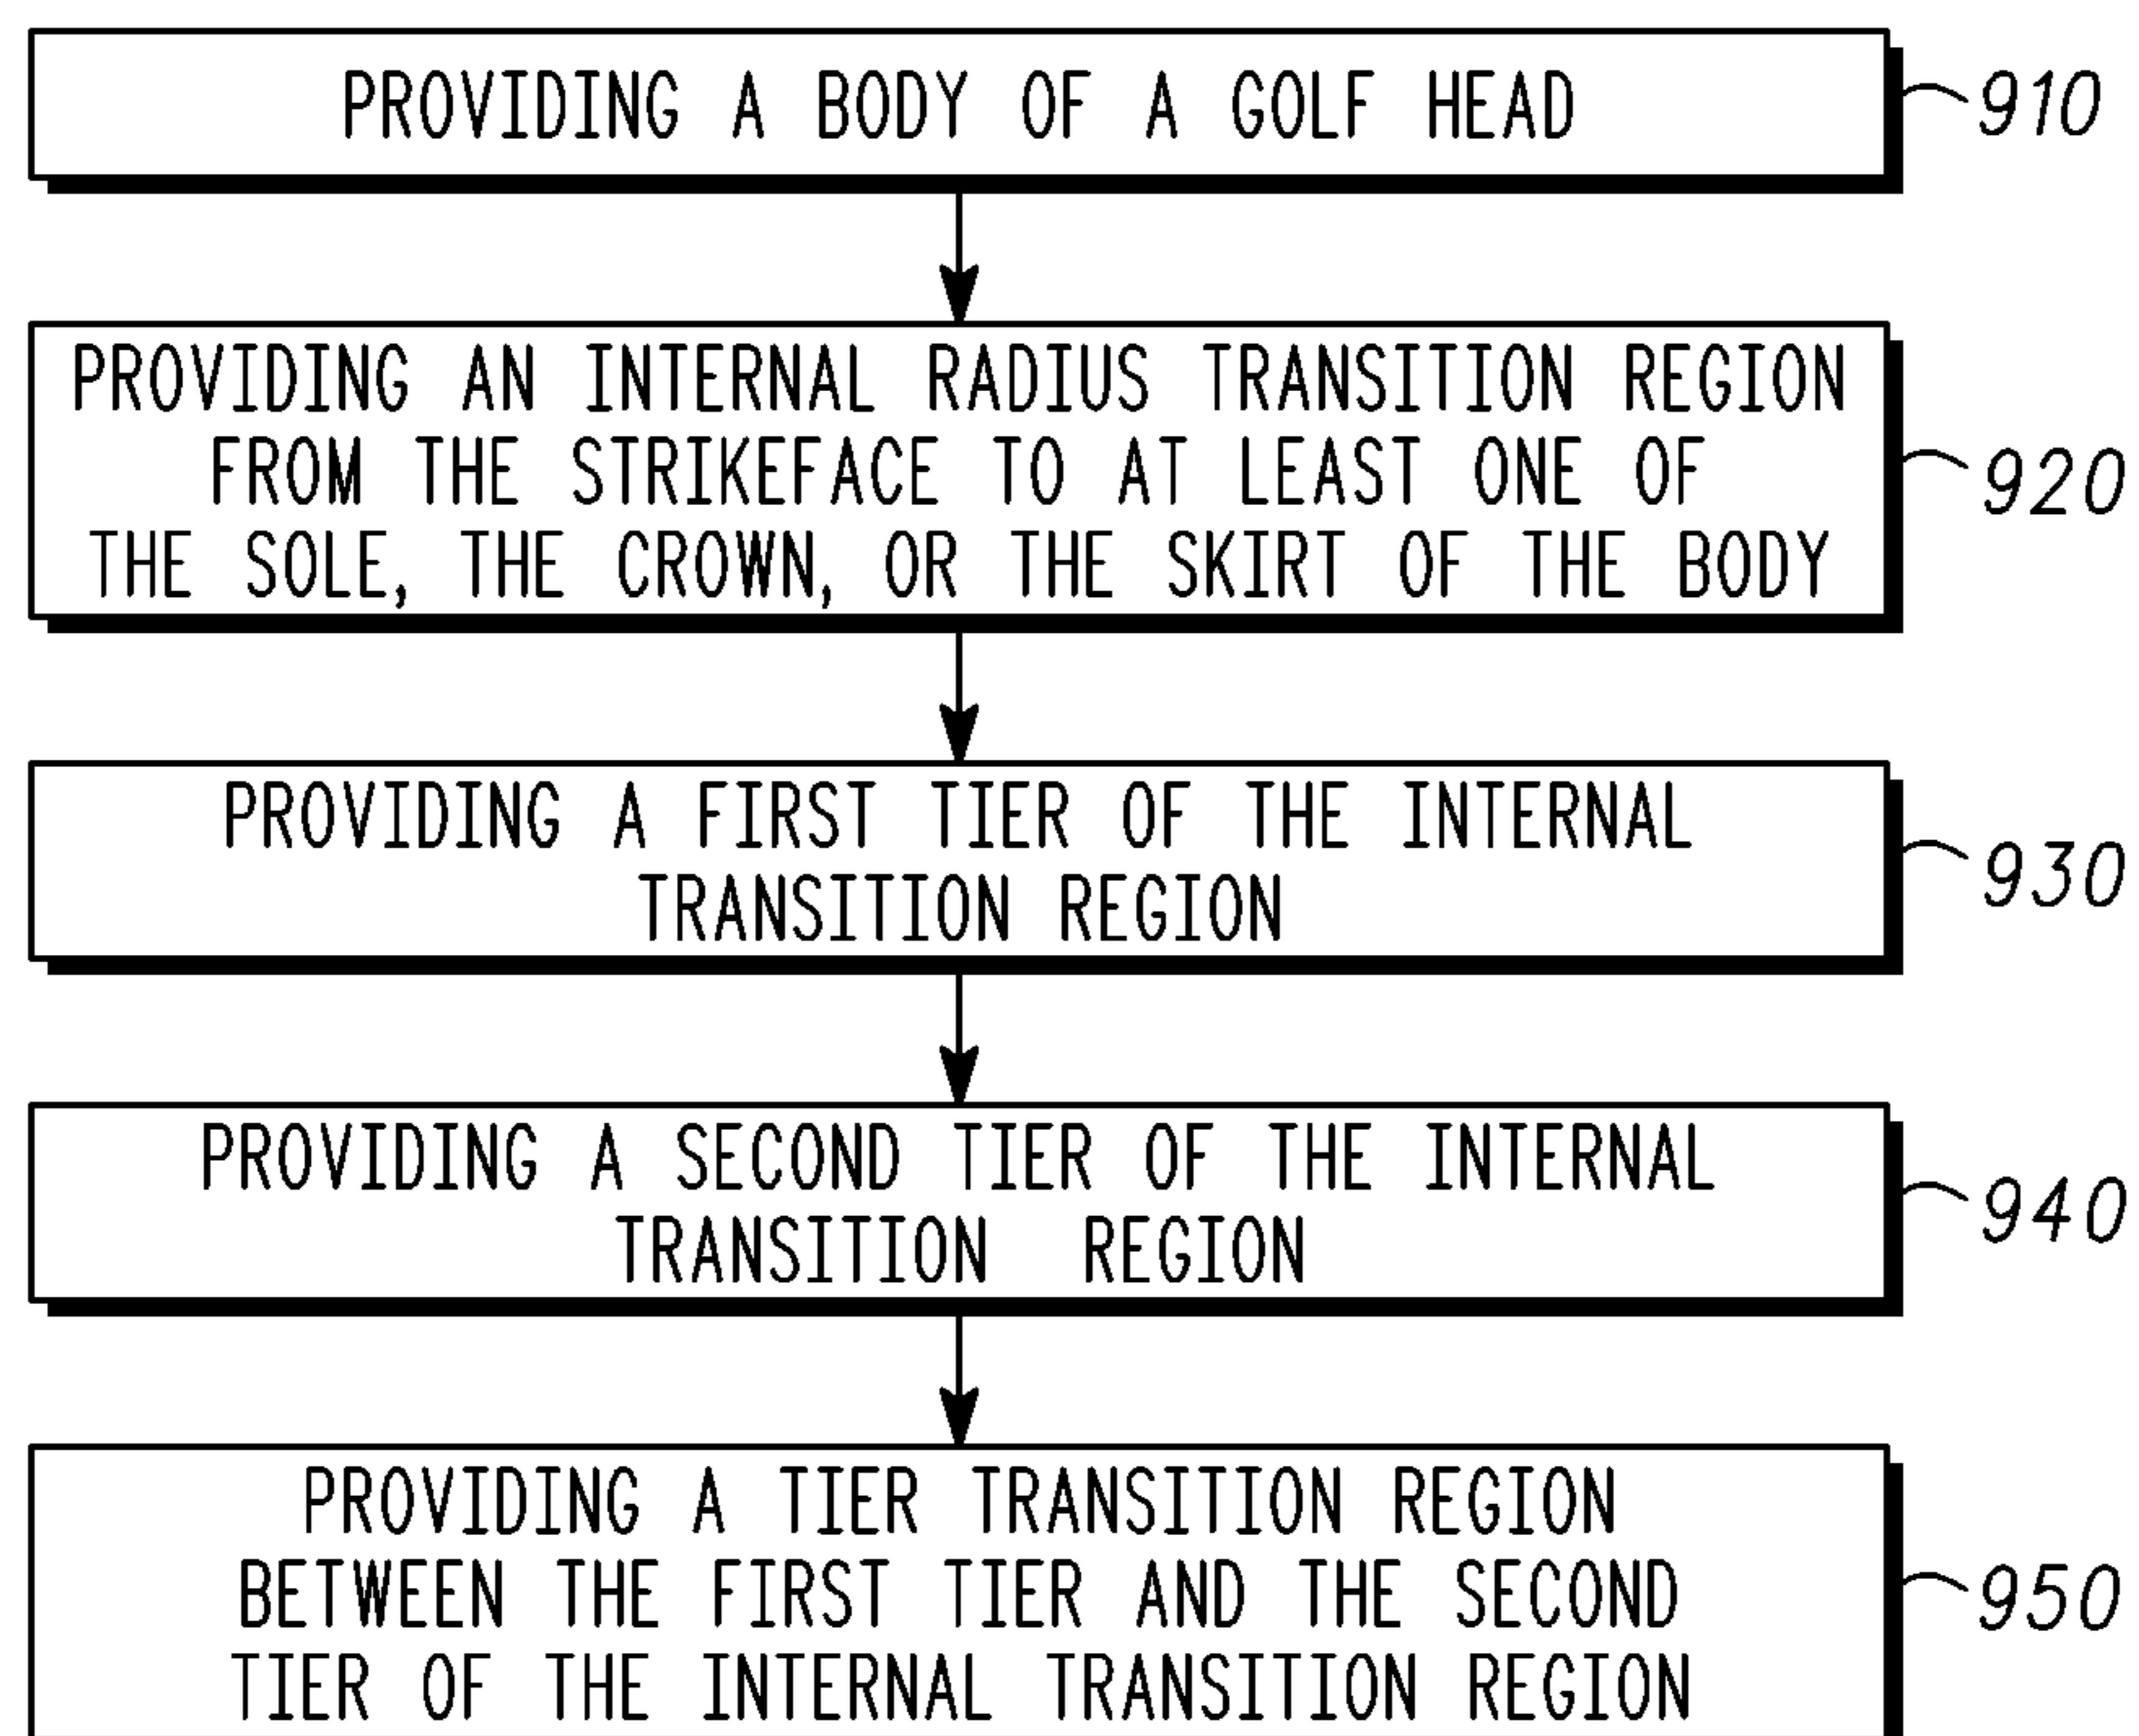 PROVIDING A BODY OF A GOLF HEAD
910
PROVIDING AN INTERNAL RADIUS TRANSITION REGION
FROM THE STRIKEFACE TO AT LEAST ONE OF
THE SOLE, THE CROWN, OR THE SKIRT OF THE BODY
920
PROVIDING A FIRST TIER OF THE INTERNAL
TRANSITION REGION
930
PROVIDING A SECOND TIER OF THE INTERNAL
TRANSITION REGION
940
PROVIDING A TIER TRANSITION REGION
BETWEEN THE FIRST TIER AND THE SECOND
TIER OF THE INTERNAL TRANSITION REGION
950